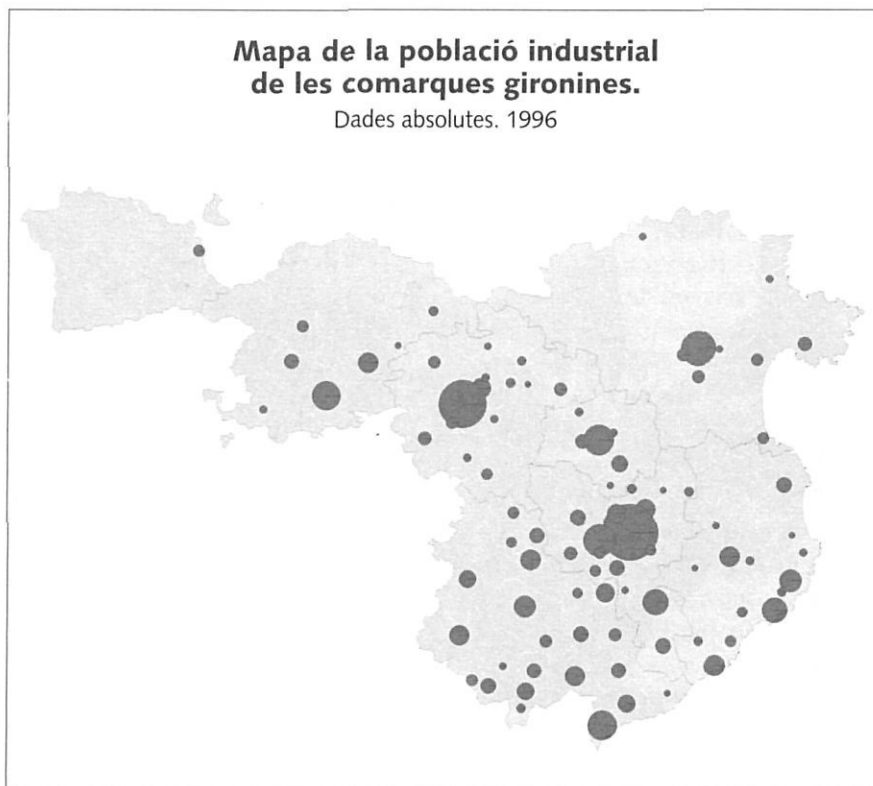 Mapa de la població industrial
de les comarques gironines.
Dades absolutes. 1996